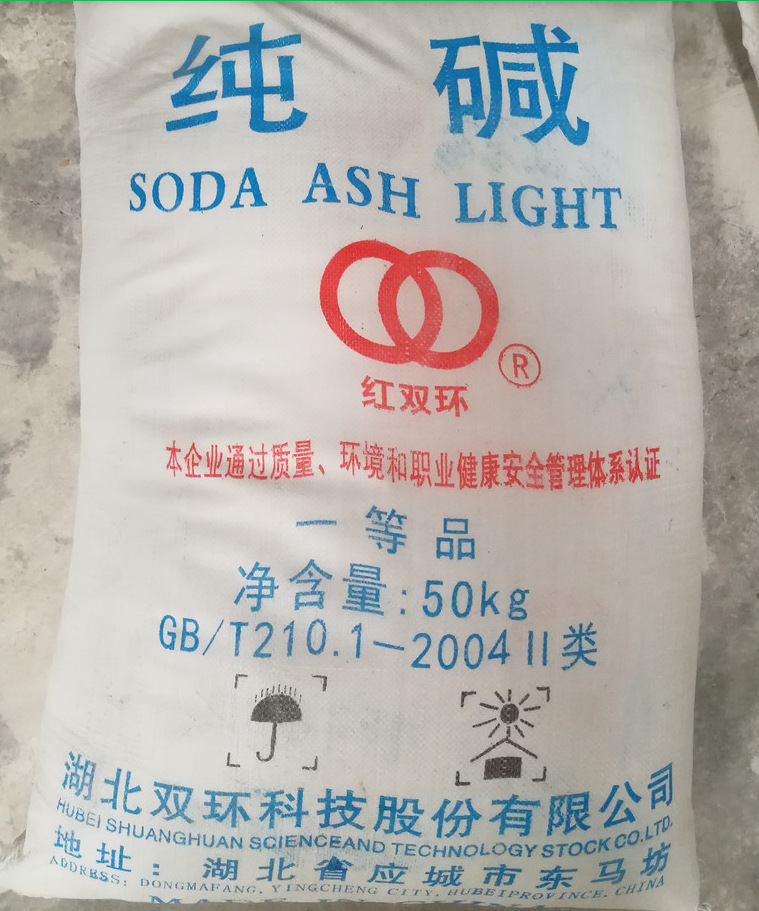 纯碱
SODA ASH LIGHT
®
红双环
本企业通过质量、环境和职业健康安全管理体系认证
一等品
净含量:50kg
GB/T210.1-2004 II类
湖北双环科技股份有限公司
HUBEI SHUANGHUAN SCIENCEAND TECHNOLOGY STOCK CO.LTD.
地址:湖北省应城市东马坊
ADDRESS: DONGMAFANG, YINGCHENG CITY, HUBEIPROVINCE, CHINA